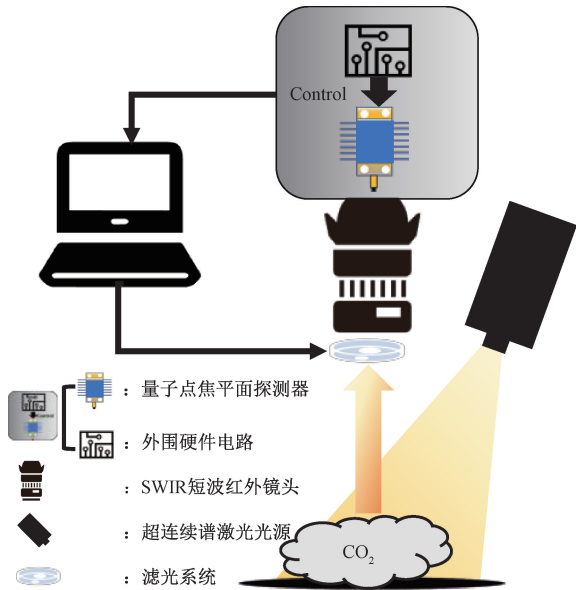 Control
：量子点焦平面探测器
Control
：外围硬件电路
：SWIR短波红外镜头
：超连续谱激光光源
CO₂
：滤光系统